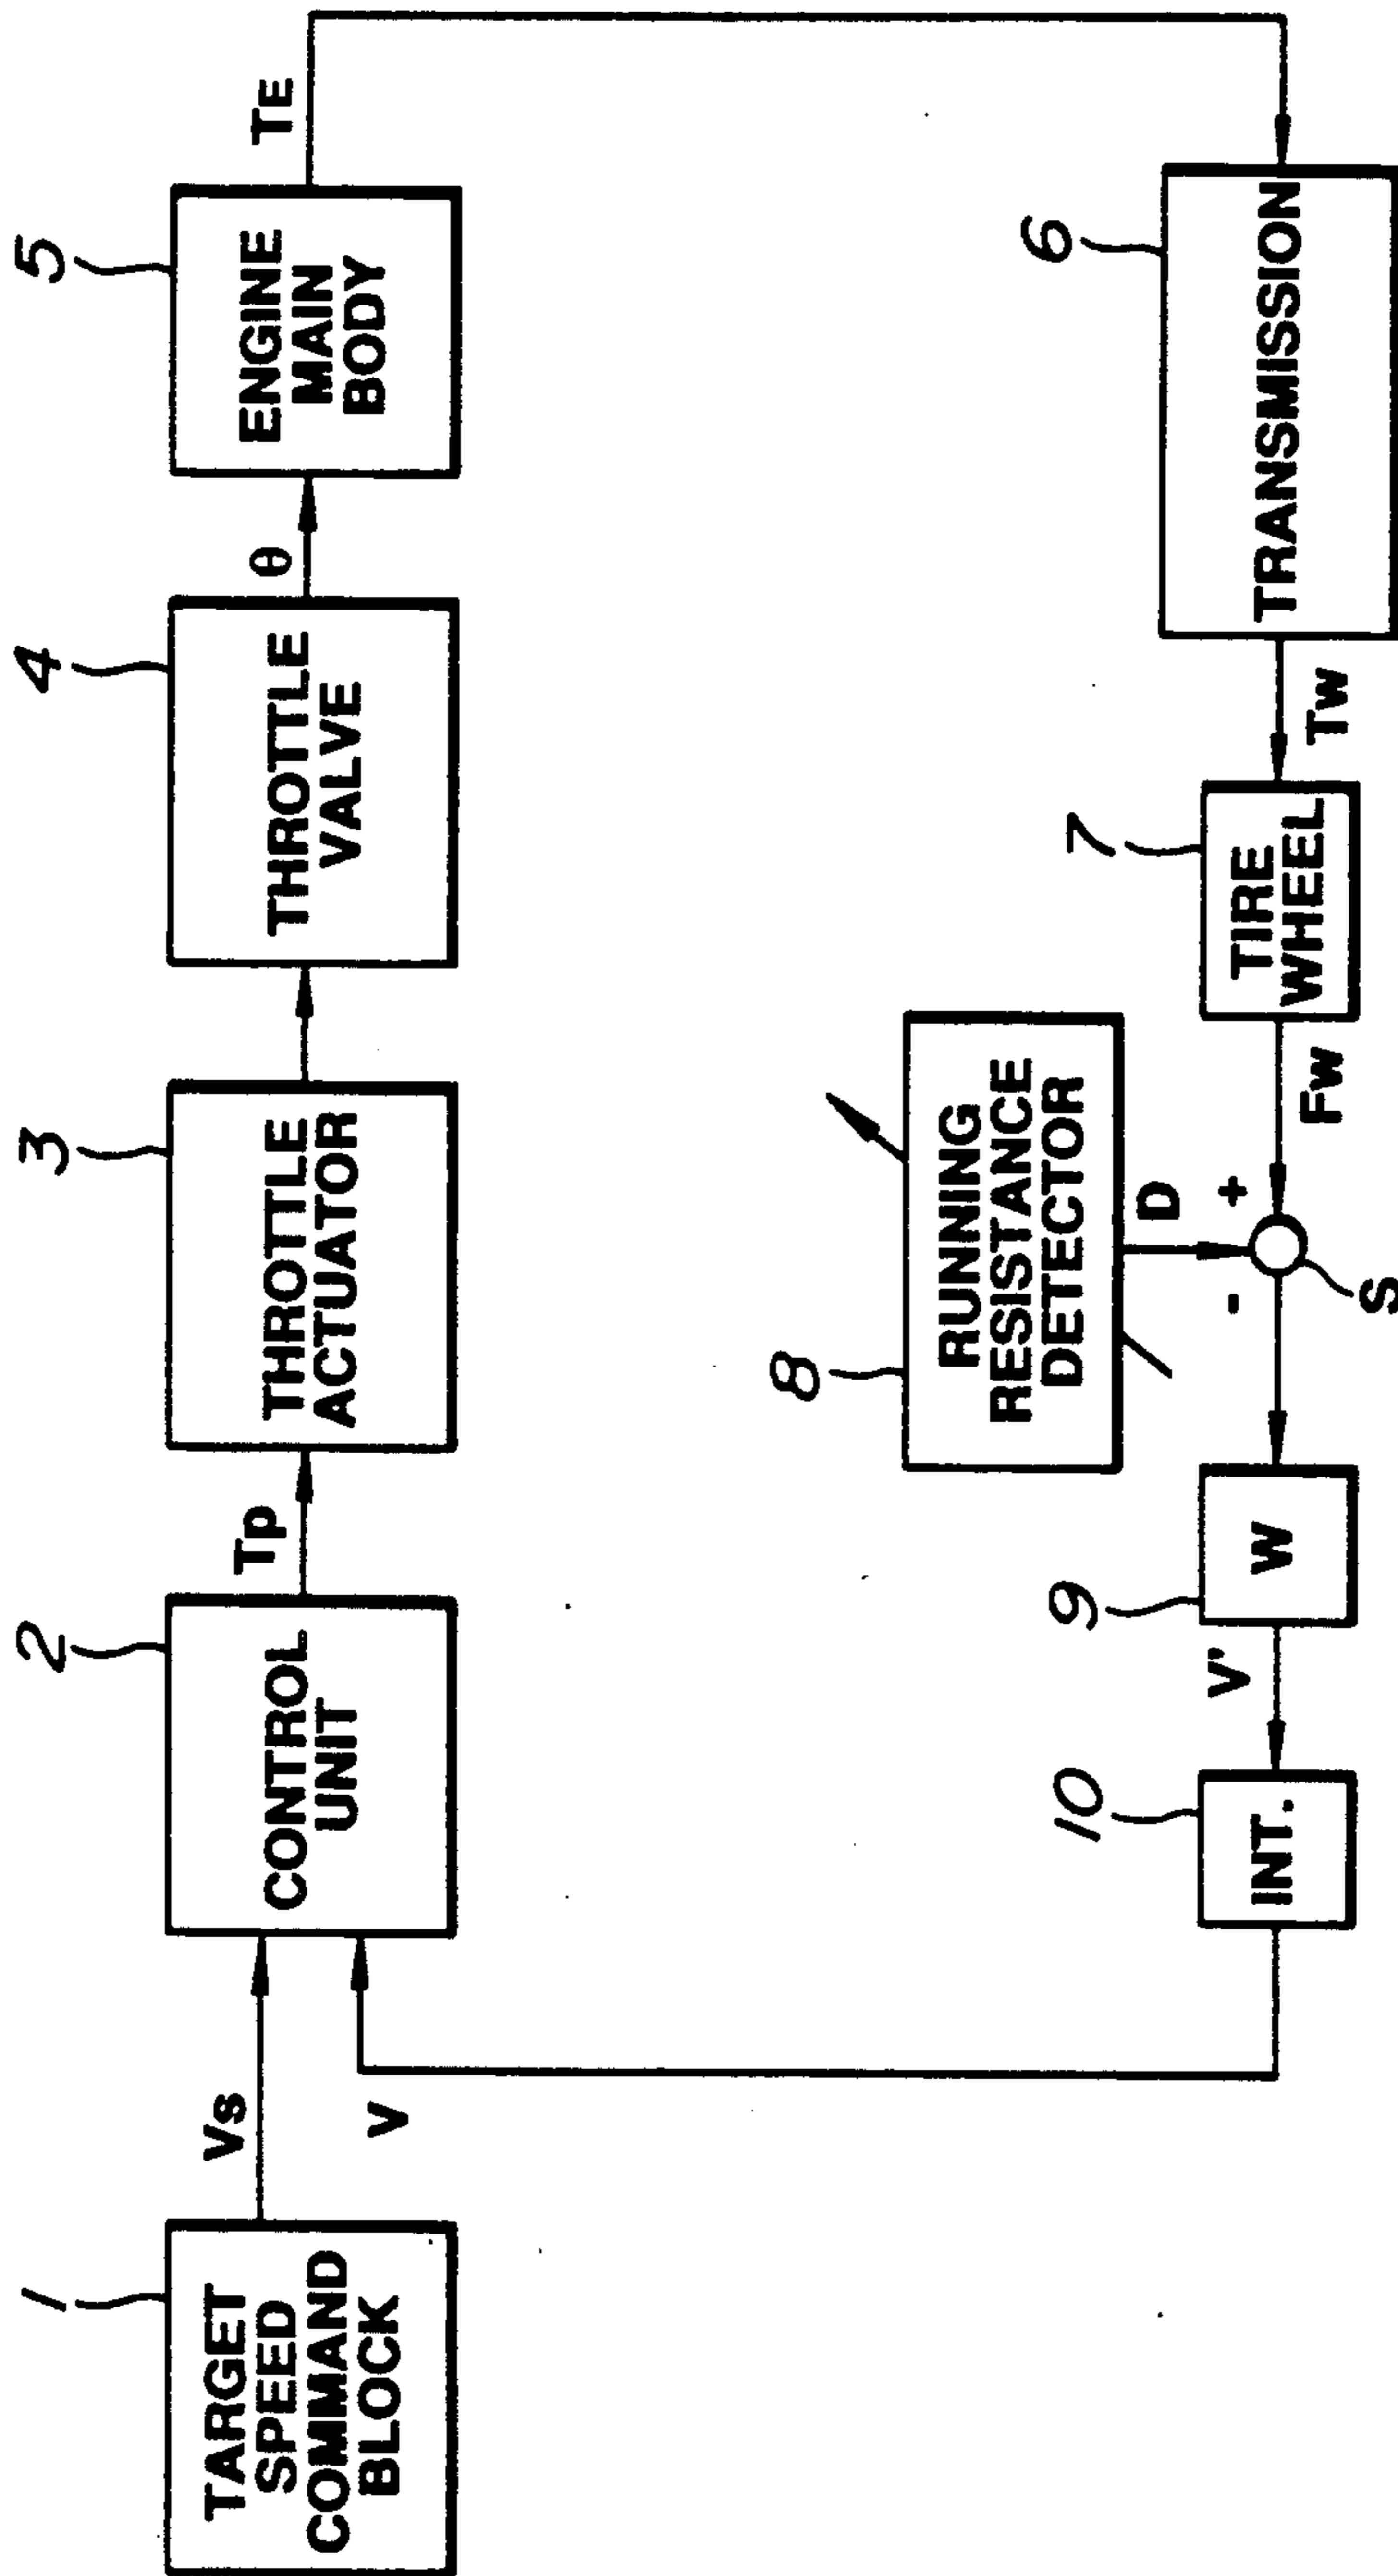 1
TARGET
SPEED
COMMAND
BLOCK
Vs
V
2
CONTROL
UNIT
Tp
3
THROTTLE
ACTUATOR
4
THROTTLE
VALVE
θ
5
ENGINE
MAIN
BODY
TE
6
TRANSMISSION
Tw
7
TIRE
WHEEL
Fw
8
RUNNING
RESISTANCE
DETECTOR
D
+
-
S
9
W
V'
10
INT.